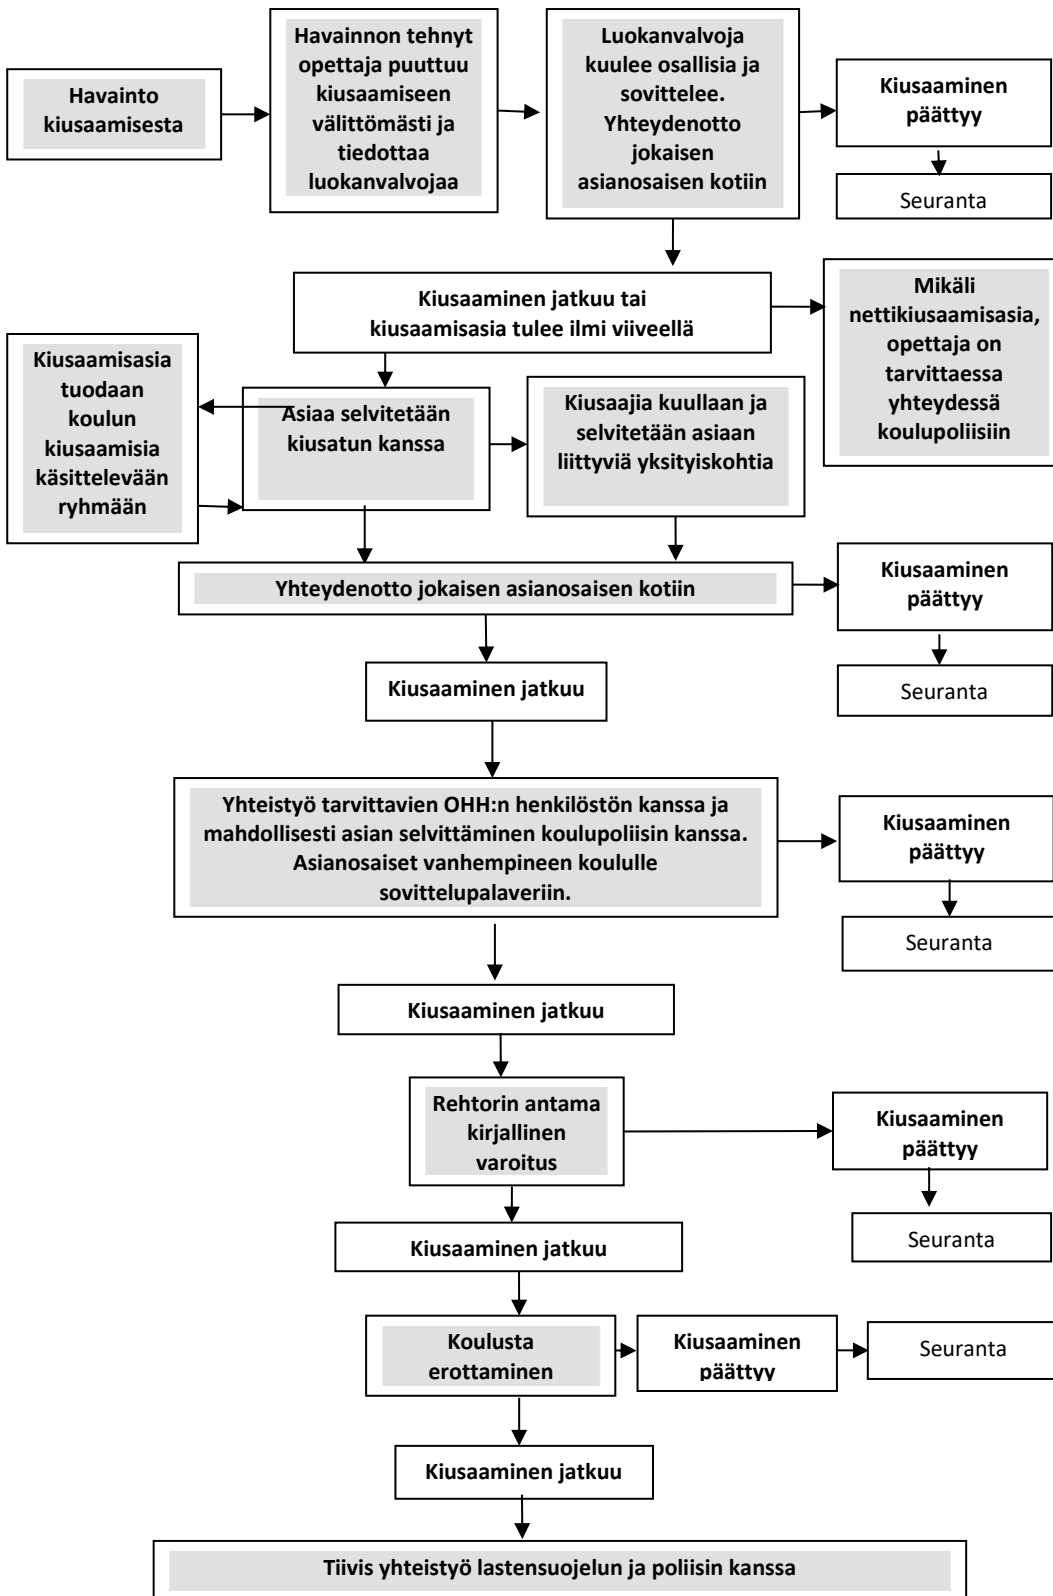 Havainto
kiusaamisesta
Havainnon tehnyt
opettaja puuttuu
kiusaamiseen
välittömästi ja
tiedottaa
luokanvalvojaa
Luokanvalvoja
kuulee osallisia ja
sovittelee.
Yhteydenotto
jokaisen
asianosaisen kotiin
Kiusaaminen
päättyy
Seuranta
Kiusaaminen jatkuu tai
kiusaamisasia tulee ilmi viiveellä
Mikäli
nettikiusaamisasia,
opettaja on
tarvittaessa
yhteydessä
koulupoliisiin
Kiusaamisasia
tuodaan
koulun
kiusaamisia
käsittelevään
ryhmään
Asiaa selvitetään
kiusatun kanssa
Kiusaajia kuullaan ja
selvitetään asiaan
liittyviä yksityiskohtia
Yhteydenotto jokaisen asianosaisen kotiin
Kiusaaminen
päättyy
Seuranta
Kiusaaminen jatkuu
Yhteistyö tarvittavien OHH:n henkilöstön kanssa ja
mahdollisesti asian selvittäminen koulupoliisin kanssa.
Asianosaiset vanhempineen koululle
sovittelupalaveriin.
Kiusaaminen
päättyy
Seuranta
Kiusaaminen jatkuu
Rehtorin antama
kirjallinen
varoitus
Kiusaaminen
päättyy
Seuranta
Kiusaaminen jatkuu
Koulusta
erottaminen
Kiusaaminen
päättyy
Seuranta
Kiusaaminen jatkuu
Tiivis yhteistyö lastensuojelun ja poliisin kanssa